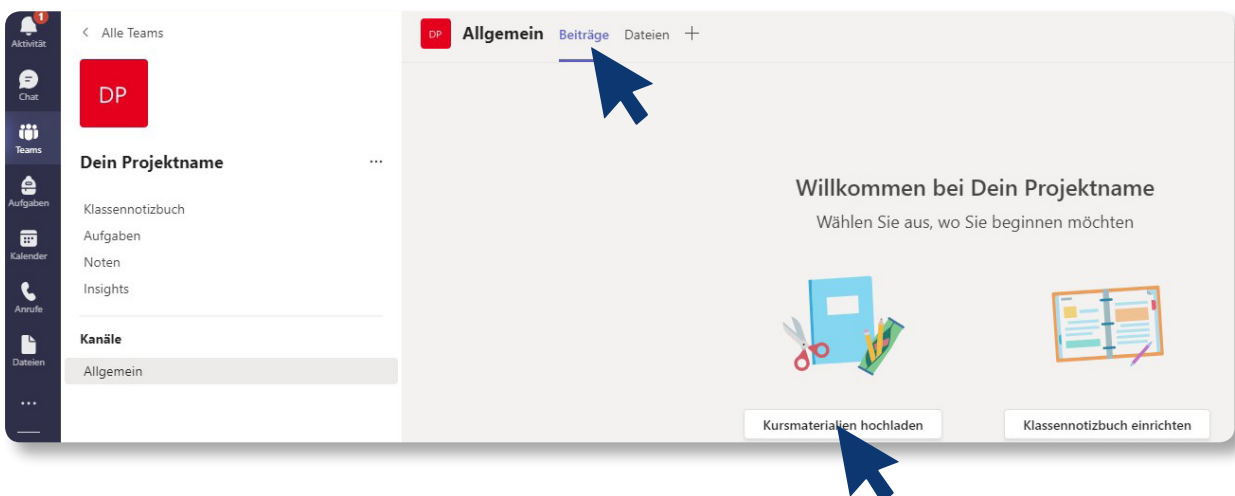 1
Aktivität
Chat
Teams
Aufgaben
Kalender
Anrufe
Dateien
...
< Alle Teams
DP
Dein Projektname ...
Klassennotizbuch
Aufgaben
Noten
Insights
Kanäle
Allgemein
DP Allgemein Beiträge Dateien +
Willkommen bei Dein Projektname
Wählen Sie aus, wo Sie beginnen möchten
Kursmaterialien hochladen
Klassennotizbuch einrichten